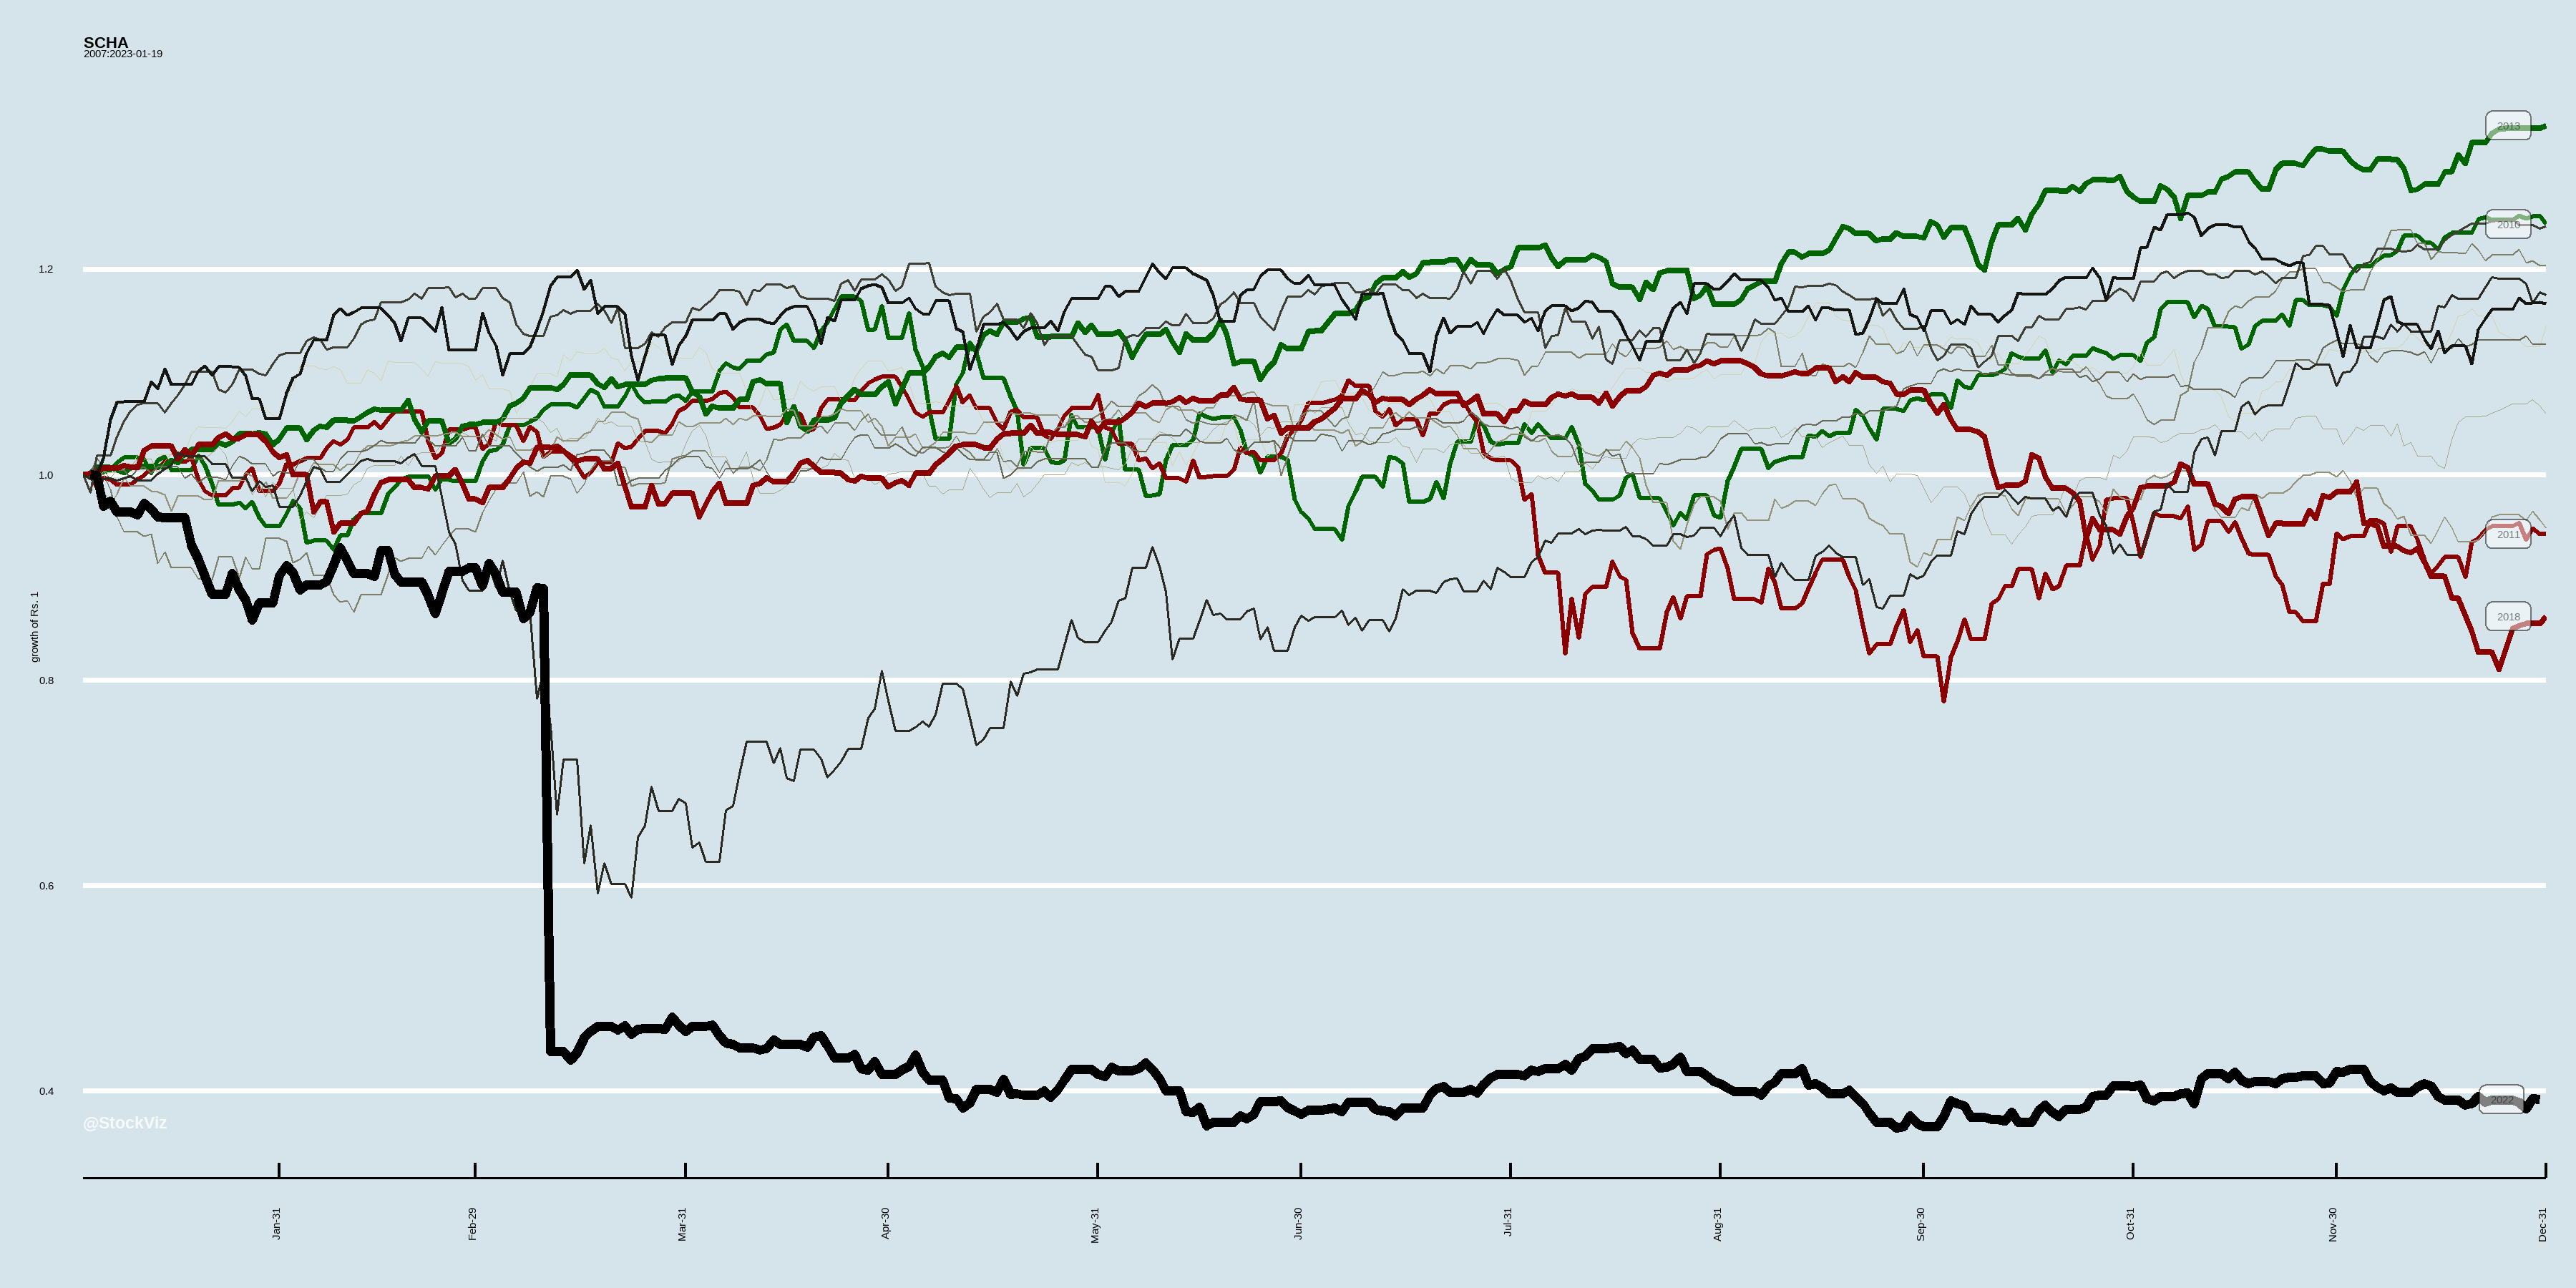 SCHA
2007:2023-01-19
growth of Rs. 1
1.2
1.0
0.8
0.6
0.4
2013
2010
2011
2018
2022
@StockViz
Jan-31
Feb-29
Mar-31
Apr-30
May-31
Jun-30
Jul-31
Aug-31
Sep-30
Oct-31
Nov-30
Dec-31